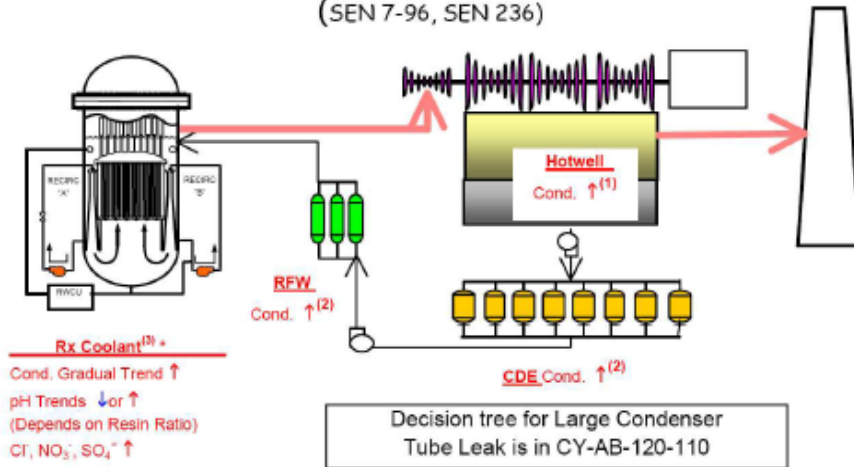 (SEN 7-96, SEN 236)
RECIRC "A"
RECIRC "B"
RWCU
Hotwell
Cond. ↑(1)
RFW
Cond. ↑(2)
CDE Cond. ↑(2)
Rx Coolant(3) *
Cond. Gradual Trend ↑
pH Trends ↓or ↑
(Depends on Resin Ratio)
Cl⁻, NO₃⁻, SO₄⁼ ↑
Decision tree for Large Condenser
Tube Leak is in CY-AB-120-110